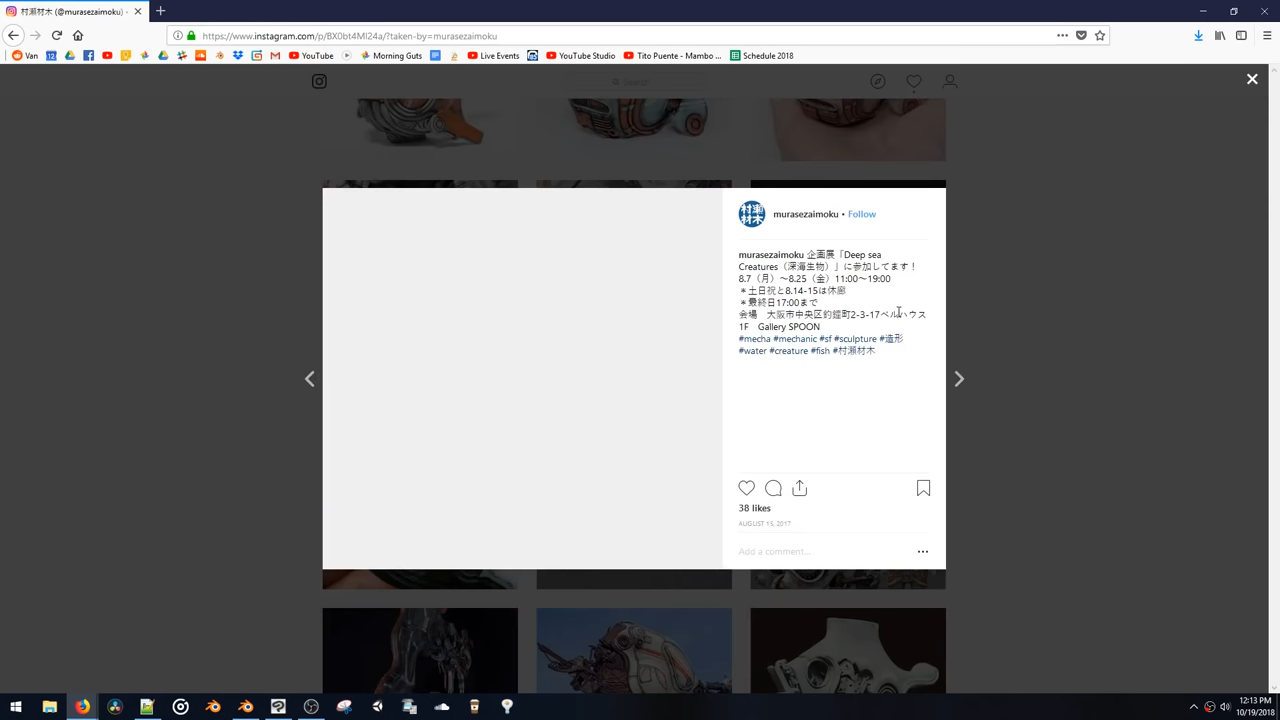 村瀬材木 (@murasezaimoku) •
https://www.instagram.com/p/BX0bt4Ml24a/?taken-by=murasezaimoku
Van
YouTube
Morning Guts
Live Events
YouTube Studio
Tito Puente - Mambo ...
Schedule 2018
Search
村瀬材木
murasezaimoku • Follow
murasezaimoku 企画展「Deep sea
Creatures（深海生物）」に参加してます！
8.7（月）～8.25（金）11:00～19:00
＊土日祝と8.14-15は休廊
＊最終日17:00まで
会場　大阪市中央区釣鐘町2-3-17ベルハウス
1F　Gallery SPOON
#mecha #mechanic #sf #sculpture #造形
#water #creature #fish #村瀬材木
38 likes
AUGUST 15, 2017
Add a comment...
12:13 PM
10/19/2018